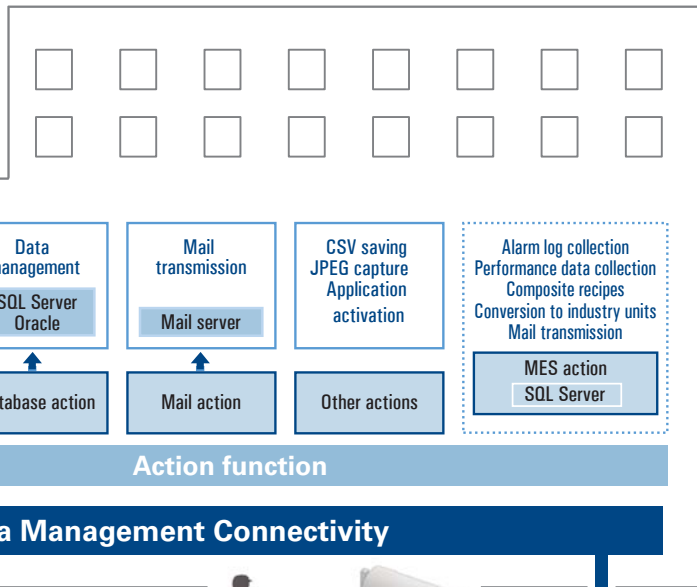 Data
anagement
SQL Server
Oracle
tabase action
Mail
transmission
Mail server
Mail action
CSV saving
JPEG capture
Application
activation
Other actions
Alarm log collection
Performance data collection
Composite recipes
Conversion to industry units
Mail transmission
MES action
SQL Server
Action function
a Management Connectivity